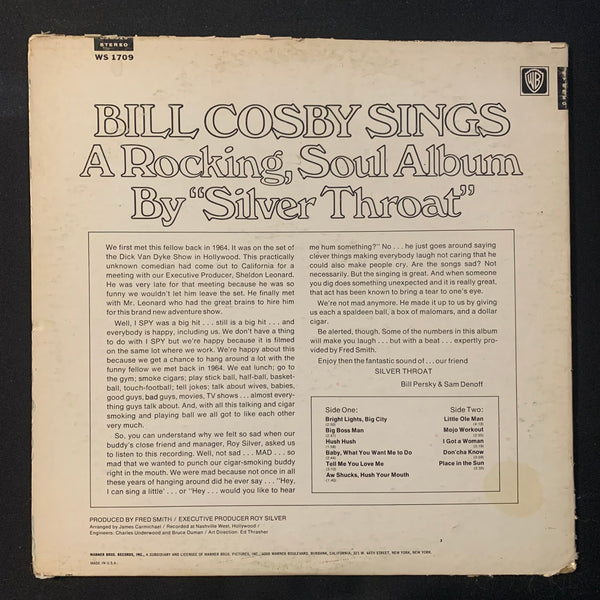 STEREO
WS 1709
WB
BILL COSBY SINGS
A Rocking, Soul Album
By “Silver Throat”
We first met this fellow back in 1964. It was on the set of
the Dick Van Dyke Show in Hollywood. This practically
unknown comedian had come out to California for a
meeting with our Executive Producer, Sheldon Leonard.
He was very late for that meeting because he was so
funny we wouldn't let him leave the set. He finally met
with Mr. Leonard who had the great brains to hire him
for this brand new adventure show.
Well, I SPY was a big hit . . . still is a big hit . . . and
everybody is happy, including us. We don't have a thing
to do with I SPY but we're happy because it is filmed
on the same lot where we work. We're happy about this
because we get a chance to hang around a lot with the
funny fellow we met back in 1964. We eat lunch; go to
the gym; smoke cigars; play stick ball, half-ball, basket-
ball, touch-football; tell jokes; talk about wives, babies,
good guys, bad guys, movies, TV shows . . . almost every-
thing guys talk about. And, with all this talking and cigar
smoking and playing ball we all got to like each other
very much.
So, you can understand why we felt so sad when our
buddy's close friend and manager, Roy Silver, asked us
to listen to this recording. Well, not sad . . . MAD . . . so
mad that we wanted to punch our cigar-smoking buddy
right in the mouth. We were mad because not once in all
these years of hanging around did he ever say . . . "Hey,
I can sing a little' . . . or "Hey . . . would you like to hear
me hum something?" No . . . he just goes around saying
clever things making everybody laugh not caring that he
could also make people cry. Are the songs sad? Not
necessarily. But the singing is great. And when someone
you dig does something unexpected and it is really great,
that act has been known to bring a tear to one's eye.
We're not mad anymore. He made it up to us by giving
us each a spaldeen ball, a box of malomars, and a dollar
cigar.
Be alerted, though. Some of the numbers in this album
will make you laugh . . . but with a beat . . . expertly pro-
vided by Fred Smith.
Enjoy then the fantastic sound of . . . our friend
SILVER THROAT
Bill Persky & Sam Denoff
Side One:
Bright Lights, Big City
Big Boss Man
Hush Hush
Baby, What You Want Me to Do
Tell Me You Love Me
Aw Shucks, Hush Your Mouth
Side Two:
Little Ole Man
Mojo Workout
I Got a Woman
Don'cha Know
Place in the Sun
PRODUCED BY FRED SMITH / EXECUTIVE PRODUCER ROY SILVER
Arranged by James Carmichael / Recorded at Nashville West, Hollywood /
Engineers: Charles Underwood and Bruce Duman / Art Direction: Ed Thrasher
WARNER BROS. RECORDS, INC., A SUBSIDIARY AND LICENSEE OF WARNER BROS. PICTURES, INC., 4000 WARNER BOULEVARD, BURBANK, CALIFORNIA, 321 W. 44TH STREET, NEW YORK, NEW YORK.
MADE IN U.S.A.